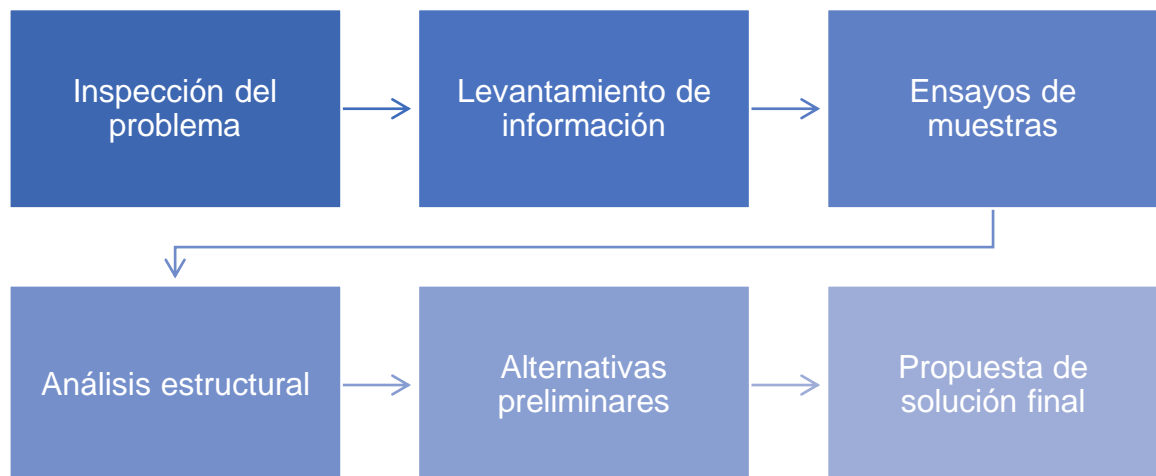 Inspección del
problema
Levantamiento de
información
Ensayos de
muestras
Análisis estructural
Alternativas
preliminares
Propuesta de
solución final